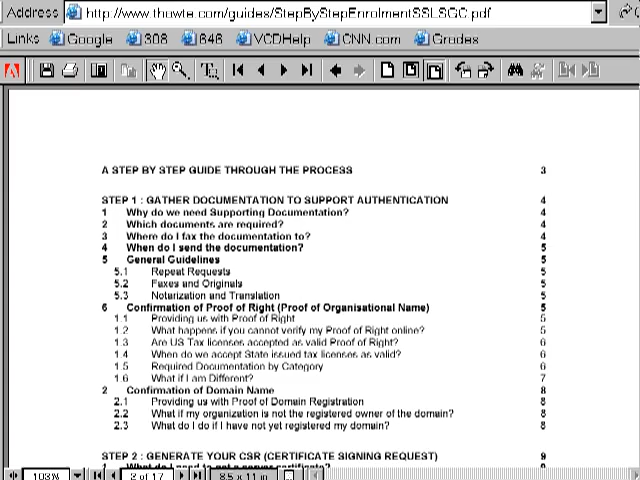 Address http://www.thawte.com/guides/StepByStepEnrolmentSSLSGC.pdf
Links Google 308 646 VCDHelp CNN.com Grades
A STEP BY STEP GUIDE THROUGH THE PROCESS 3
STEP 1 : GATHER DOCUMENTATION TO SUPPORT AUTHENTICATION 4
1 Why do we need Supporting Documentation? 4
2 Which documents are required? 4
3 Where do I fax the documentation to? 4
4 When do I send the documentation? 5
5 General Guidelines 5
5.1 Repeat Requests 5
5.2 Faxes and Originals 5
5.3 Notarization and Translation 5
6 Confirmation of Proof of Right (Proof of Organisational Name) 5
1.1 Providing us with Proof of Right 5
1.2 What happens if you cannot verify my Proof of Right online? 5
1.3 Are US Tax licenses accepted as valid Proof of Right? 6
1.4 When do we accept State issued tax licenses as valid? 6
1.5 Required Documentation by Category 6
1.6 What if I am Different? 7
2 Confirmation of Domain Name 8
2.1 Providing us with Proof of Domain Registration 8
2.2 What if my organization is not the registered owner of the domain? 8
2.3 What do I do if I have not yet registered my domain? 8
STEP 2 : GENERATE YOUR CSR (CERTIFICATE SIGNING REQUEST) 9
1 What do I need to get a server certificate? 9
103% 2 of 17 8.5 x 11 in